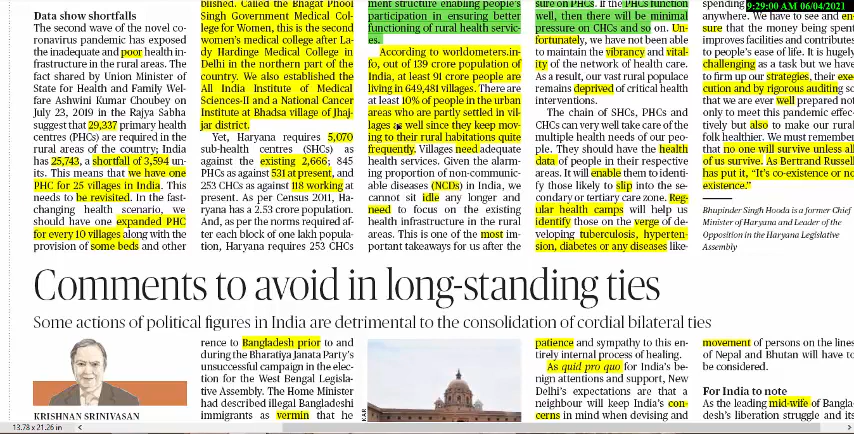 9:29:00 AM 06/04/2021
Data show shortfalls
The second wave of the novel co-
ronavirus pandemic has exposed
the inadequate and poor health in-
frastructure in the rural areas. The
fact shared by Union Minister of
State for Health and Family Wel-
fare Ashwini Kumar Choubey on
July 23, 2019 in the Rajya Sabha
suggest that 29,337 primary health
centres (PHCs) are required in the
rural areas of the country; India
has 25,743, a shortfall of 3,594 un-
its. This means that we have one
PHC for 25 villages in India. This
needs to be revisited. In the fast-
changing health scenario, we
should have one expanded PHC
for every 10 villages along with the
provision of some beds and other
blished. Called the Bhagat Phool
Singh Government Medical Col-
lege for Women, this is the second
women's medical college after La-
dy Hardinge Medical College in
Delhi in the northern part of the
country. We also established the
All India Institute of Medical
Sciences-II and a National Cancer
Institute at Bhadsa village of Jhaj-
jar district.
Yet, Haryana requires 5,070
sub-health centres (SHCs) as
against the existing 2,666; 845
PHCs as against 531 at present, and
253 CHCs as against 118 working at
present. As per Census 2011, Ha-
ryana has a 2.53 crore population.
And, as per the norms required af-
ter each block of one lakh popula-
tion, Haryana requires 253 CHCs
ment structure enabling people's
participation in ensuring better
functioning of rural health servic-
es.
According to worldometers.in-
fo, out of 139 crore population of
India, at least 91 crore people are
living in 649,481 villages. There are
at least 10% of people in the urban
areas who are partly settled in vil-
lages as well since they keep mov-
ing to their rural habitations quite
frequently. Villages need adequate
health services. Given the alarm-
ing proportion of non-communic-
able diseases (NCDs) in India, we
cannot sit idle any longer and
need to focus on the existing
health infrastructure in the rural
areas. This is one of the most im-
portant takeaways for us after the
sure on PHCs. If the PHCs function
well, then there will be minimal
pressure on CHCs and so on. Un-
fortunately, we have not been able
to maintain the vibrancy and vital-
ity of the network of health care.
As a result, our vast rural populace
remains deprived of critical health
interventions.
The chain of SHCs, PHCs and
CHCs can very well take care of the
multiple health needs of our peo-
ple. They should have the health
data of people in their respective
areas. It will enable them to identi-
fy those likely to slip into the se-
condary or tertiary care zone. Reg-
ular health camps will help us
identify those on the verge of de-
veloping tuberculosis, hyperten-
sion, diabetes or any diseases like-
spending
anywhere. We have to see and en-
sure that the money being spent
improves facilities and contributes
to people's ease of life. It is hugely
challenging as a task but we have
to firm up our strategies, their exe-
cution and by rigorous auditing so
that we are ever well prepared not
only to meet this pandemic effec-
tively but also to make our rural
folk healthier. We must remember
that no one will survive unless all
of us survive. As Bertrand Russell
has put it, “It's co-existence or no
existence.”
Bhupinder Singh Hooda is a former Chief
Minister of Haryana and Leader of the
Opposition in the Haryana Legislative
Assembly
Comments to avoid in long-standing ties
Some actions of political figures in India are detrimental to the consolidation of cordial bilateral ties
KRISHNAN SRINIVASAN
rence to Bangladesh prior to and
during the Bharatiya Janata Party's
unsuccessful campaign in the elec-
tion for the West Bengal Legisla-
tive Assembly. The Home Minister
had described illegal Bangladeshi
immigrants as vermin that he
KAR
patience and sympathy to this en-
tirely internal process of healing.
As quid pro quo for India's be-
nign attentions and support, New
Delhi's expectations are that a
neighbour will keep India's con-
cerns in mind when devising and
movement of persons on the lines
of Nepal and Bhutan will have to
be considered.
For India to note
As the leading mid-wife of Bangla-
desh's liberation struggle and its
13.78 x 21.26 in